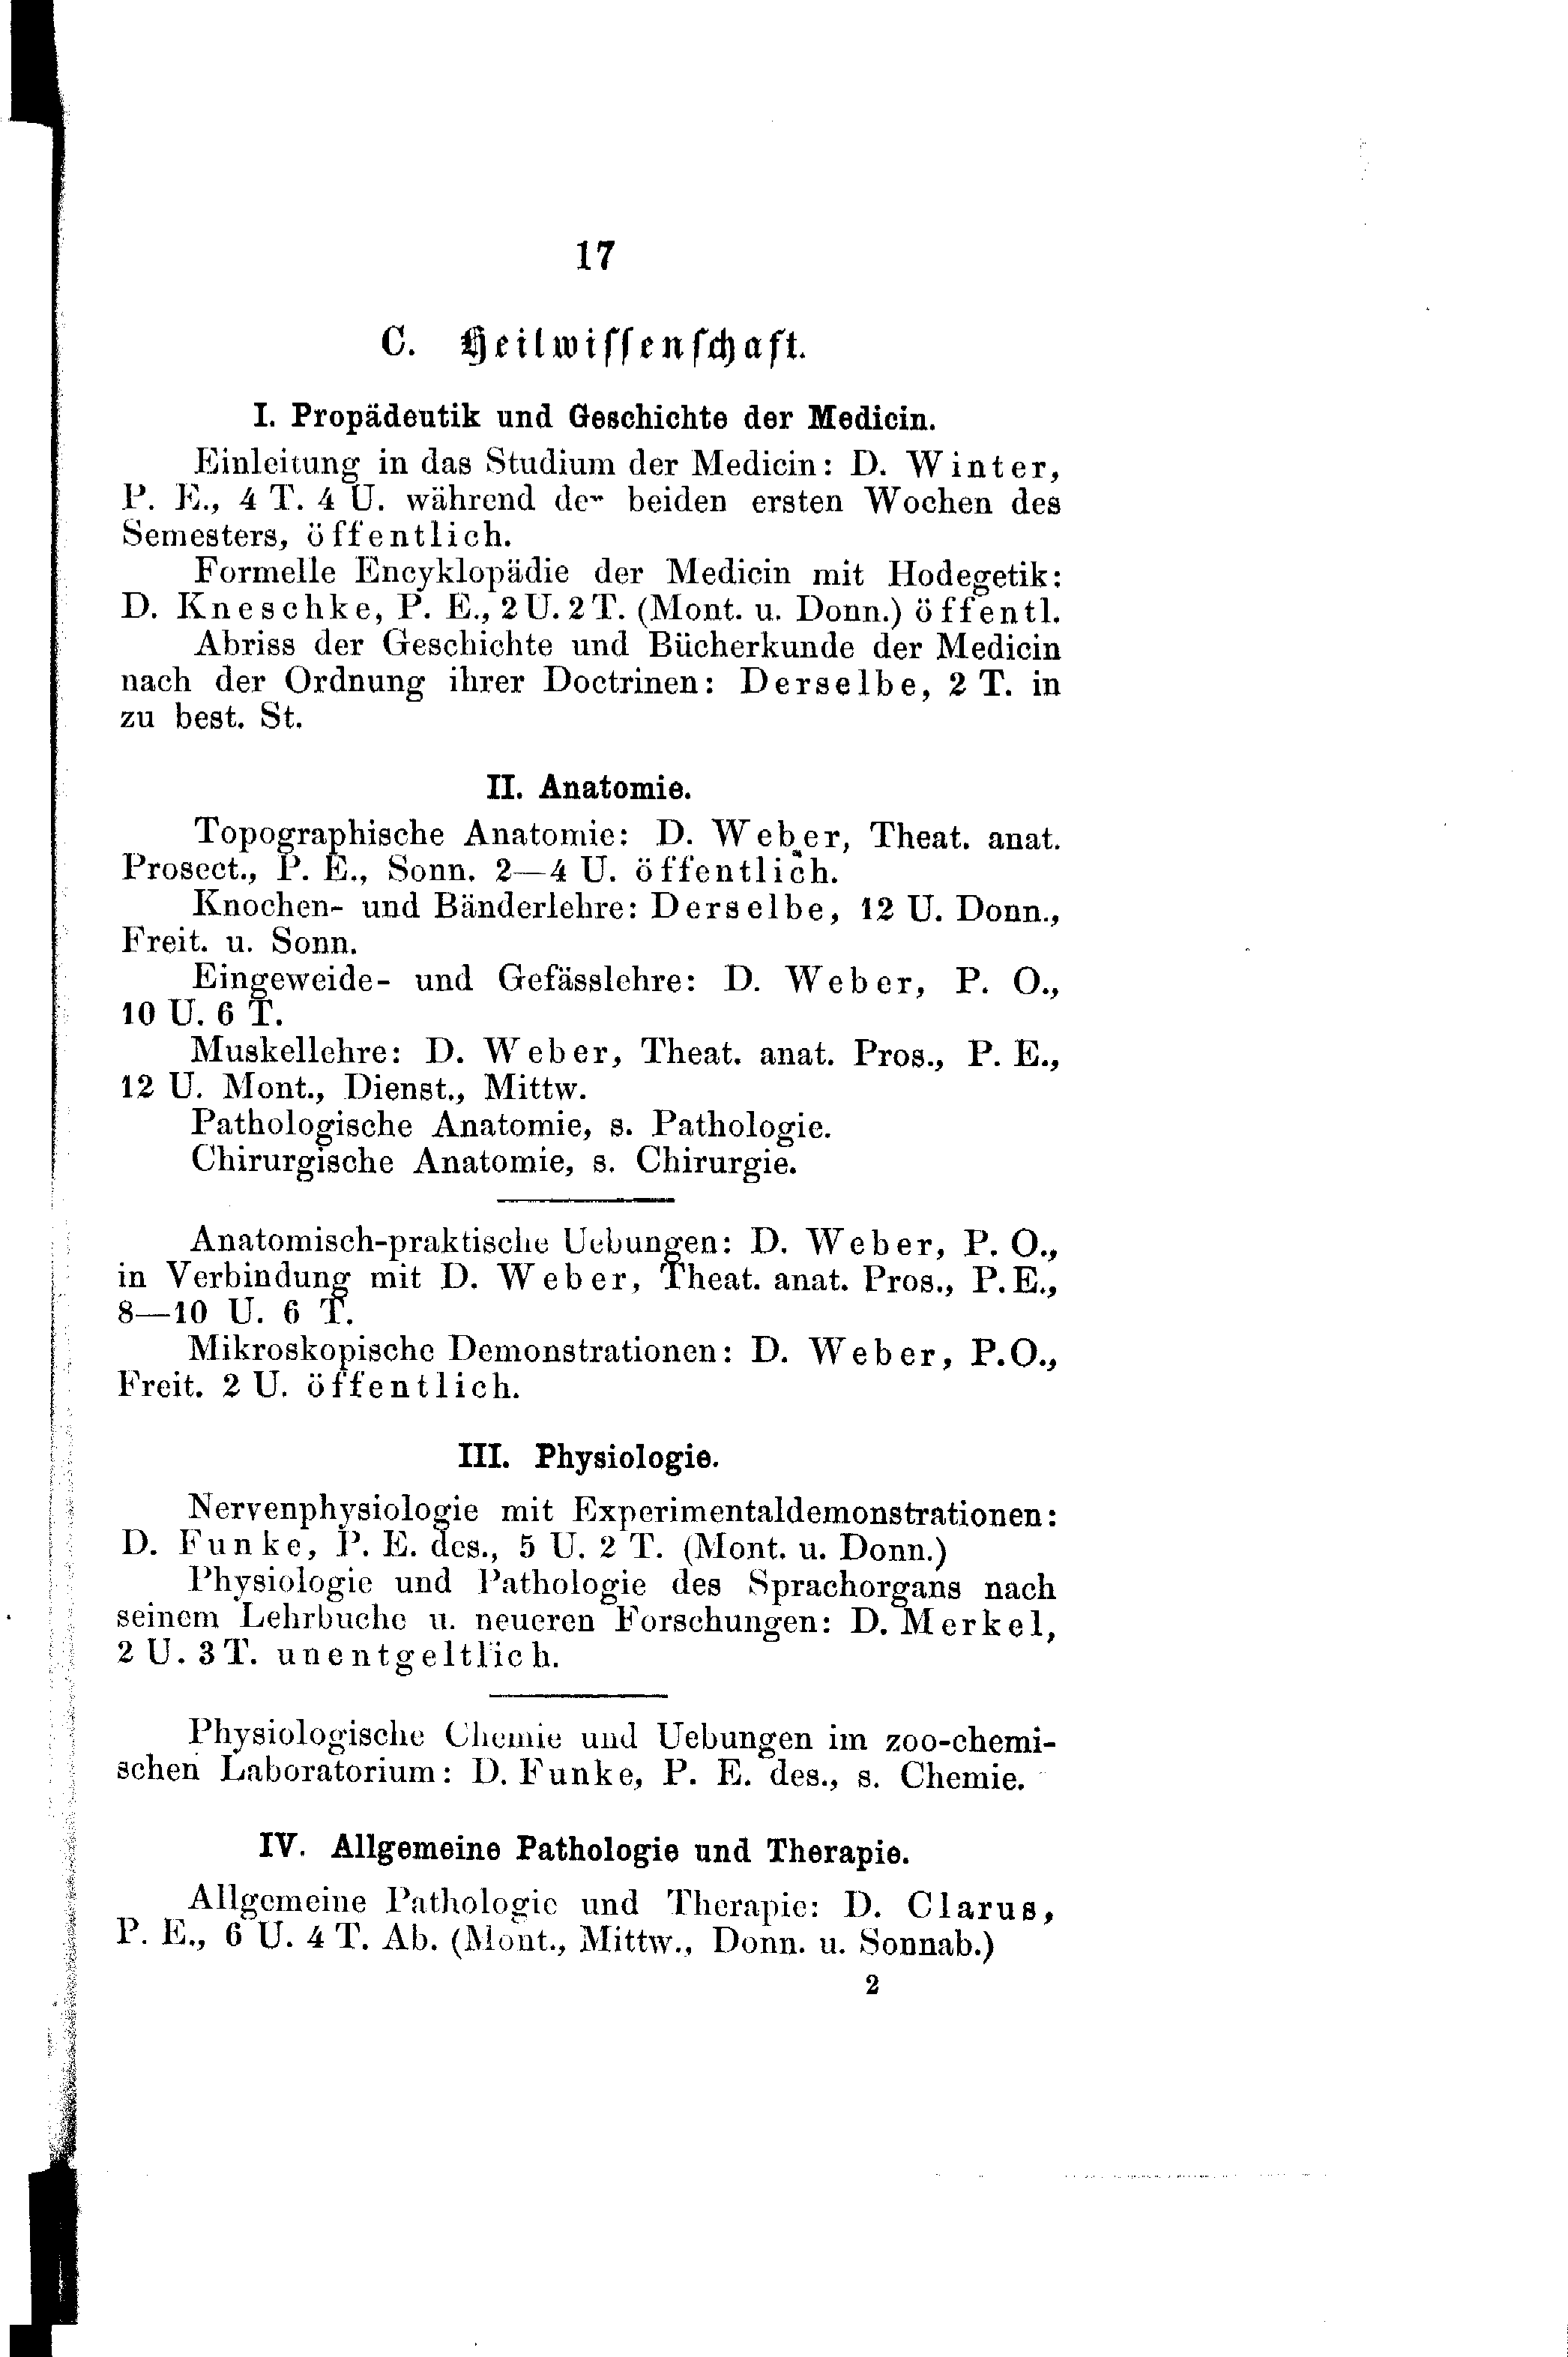 17
C. Heilwissenschaft.
I. Propädeutik und Geschichte der Medicin.
Einleitung in das Studium der Medicin: D. Winter,
P. E., 4 T. 4 U. während der beiden ersten Wochen des
Semesters, öffentlich.
Formelle Encyklopädie der Medicin mit Hodegetik:
D. Kneschke, P. E., 2 U. 2 T. (Mont. u. Donn.) öffentl.
Abriss der Geschichte und Bücherkunde der Medicin
nach der Ordnung ihrer Doctrinen: Derselbe, 2 T. in
zu best. St.
II. Anatomie.
Topographische Anatomie: D. Weber, Theat. anat.
Prosect., P. E., Sonn. 2—4 U. öffentlich.
Knochen- und Bänderlehre: Derselbe, 12 U. Donn.,
Freit. u. Sonn.
Eingeweide- und Gefässlehre: D. Weber, P. O.,
10 U. 6 T.
Muskellehre: D. Weber, Theat. anat. Pros., P. E.,
12 U. Mont., Dienst., Mittw.
Pathologische Anatomie, s. Pathologie.
Chirurgische Anatomie, s. Chirurgie.
Anatomisch-praktische Uebungen: D. Weber, P. O.,
in Verbindung mit D. Weber, Theat. anat. Pros., P. E.,
8—10 U. 6 T.
Mikroskopische Demonstrationen: D. Weber, P. O.,
Freit. 2 U. öffentlich.
III. Physiologie.
Nervenphysiologie mit Experimentaldemonstrationen:
D. Funke, P. E. des., 5 U. 2 T. (Mont. u. Donn.)
Physiologie und Pathologie des Sprachorgans nach
seinem Lehrbuche u. neueren Forschungen: D. Merkel,
2 U. 3 T. unentgeltlich.
Physiologische Chemie und Uebungen im zoo-chemi-
schen Laboratorium: D. Funke, P. E. des., s. Chemie.
IV. Allgemeine Pathologie und Therapie.
Allgemeine Pathologie und Therapie: D. Clarus,
P. E., 6 U. 4 T. Ab. (Mont., Mittw., Donn. u. Sonnab.)
2